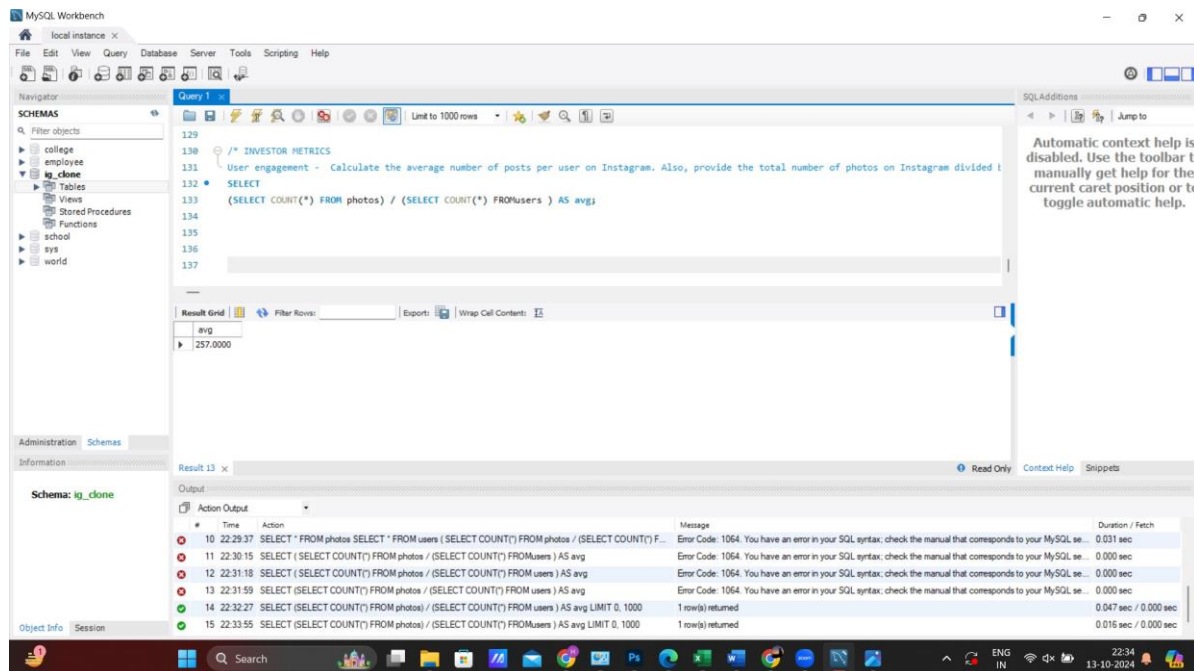 MySQL Workbench
local instance ×
File Edit View Query Database Server Tools Scripting Help
Navigator
SCHEMAS
Filter objects
college
employee
ig_clone
Tables
Views
Stored Procedures
Functions
school
sys
world
Administration Schemas
Information
Schema: ig_clone
Object Info Session
Query 1 ×
Limit to 1000 rows
129
130 /* INVESTOR METRICS
131 User engagement - Calculate the average number of posts per user on Instagram. Also, provide the total number of photos on Instagram divided b
132 SELECT
133 (SELECT COUNT(*) FROM photos) / (SELECT COUNT(*) FROMusers ) AS avg;
134
135
136
137
Result Grid Filter Rows: Export: Wrap Cell Content:
avg
257.0000
Result 13 × Read Only
SQLAdditions
Jump to
Automatic context help is
disabled. Use the toolbar t
manually get help for the
current caret position or to
toggle automatic help.
Context Help Snippets
Output
Action Output
# Time Action Message Duration / Fetch
10 22:29:37 SELECT * FROM photos SELECT * FROM users ( SELECT COUNT(*) FROM photos / (SELECT COUNT(*) F... Error Code: 1064. You have an error in your SQL syntax; check the manual that corresponds to your MySQL se... 0.031 sec
11 22:30:15 SELECT ( SELECT COUNT(*) FROM photos / (SELECT COUNT(*) FROMusers ) AS avg Error Code: 1064. You have an error in your SQL syntax; check the manual that corresponds to your MySQL se... 0.000 sec
12 22:31:18 SELECT ( SELECT COUNT(*) FROM photos / (SELECT COUNT(*) FROM users ) AS avg Error Code: 1064. You have an error in your SQL syntax; check the manual that corresponds to your MySQL se... 0.000 sec
13 22:31:59 SELECT (SELECT COUNT(*) FROM photos / (SELECT COUNT(*) FROM users ) AS avg Error Code: 1064. You have an error in your SQL syntax; check the manual that corresponds to your MySQL se... 0.000 sec
14 22:32:27 SELECT (SELECT COUNT(*) FROM photos) / (SELECT COUNT(*) FROM users ) AS avg LIMIT 0, 1000 1 row(s) returned 0.047 sec / 0.000 sec
15 22:33:55 SELECT (SELECT COUNT(*) FROM photos) / (SELECT COUNT(*) FROMusers ) AS avg LIMIT 0, 1000 1 row(s) returned 0.016 sec / 0.000 sec
Search
ENG
IN
22:34
13-10-2024